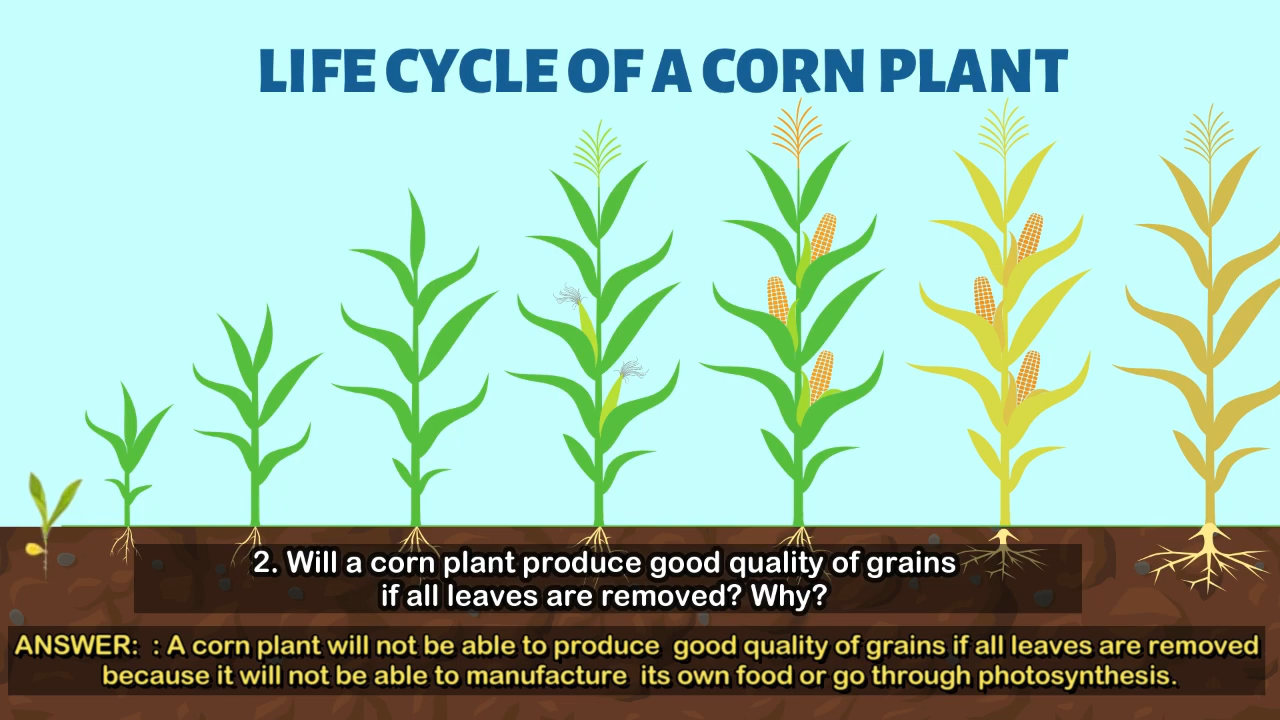 LIFE CYCLE OF A CORN PLANT
2. Will a corn plant produce good quality of grains
if all leaves are removed? Why?
ANSWER:  : A corn plant will not be able to produce  good quality of grains if all leaves are removed
because it will not be able to manufacture  its own food or go through photosynthesis.